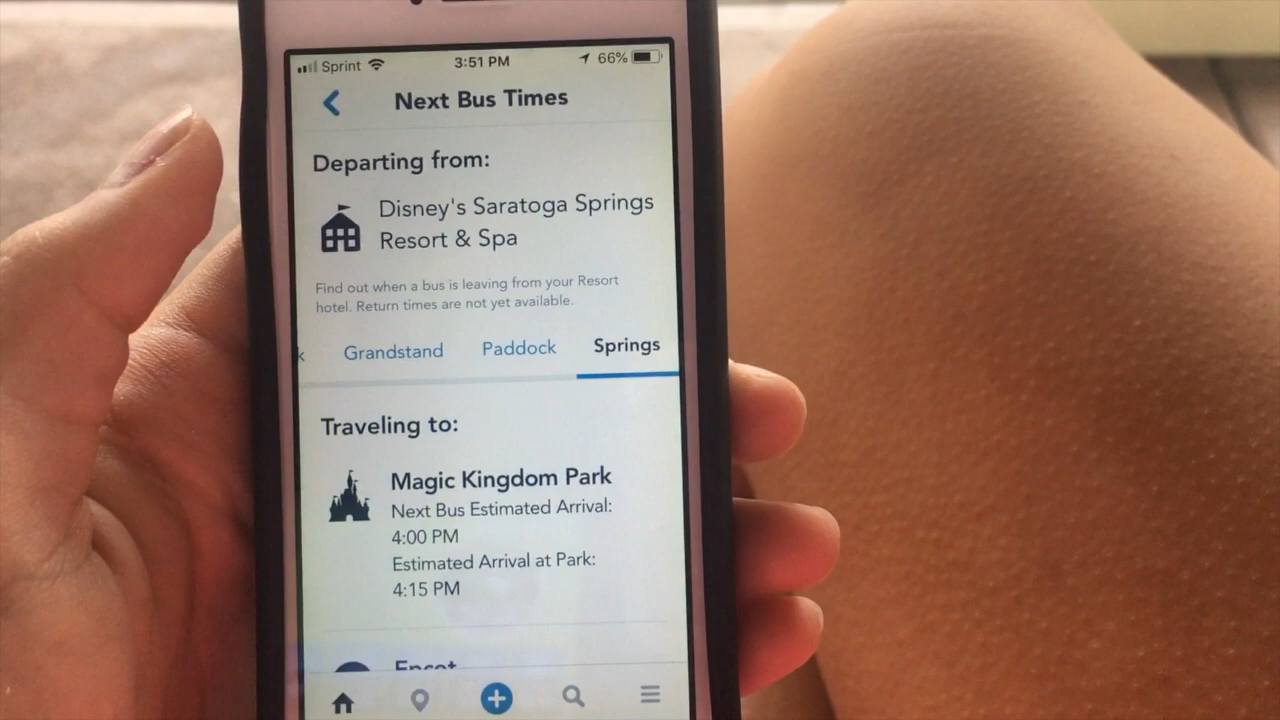 Sprint 3:51 PM 66%
Next Bus Times
Departing from:
Disney's Saratoga Springs
Resort & Spa
Find out when a bus is leaving from your Resort
hotel. Return times are not yet available.
k Grandstand Paddock Springs
Traveling to:
Magic Kingdom Park
Next Bus Estimated Arrival:
4:00 PM
Estimated Arrival at Park:
4:15 PM
Epcot